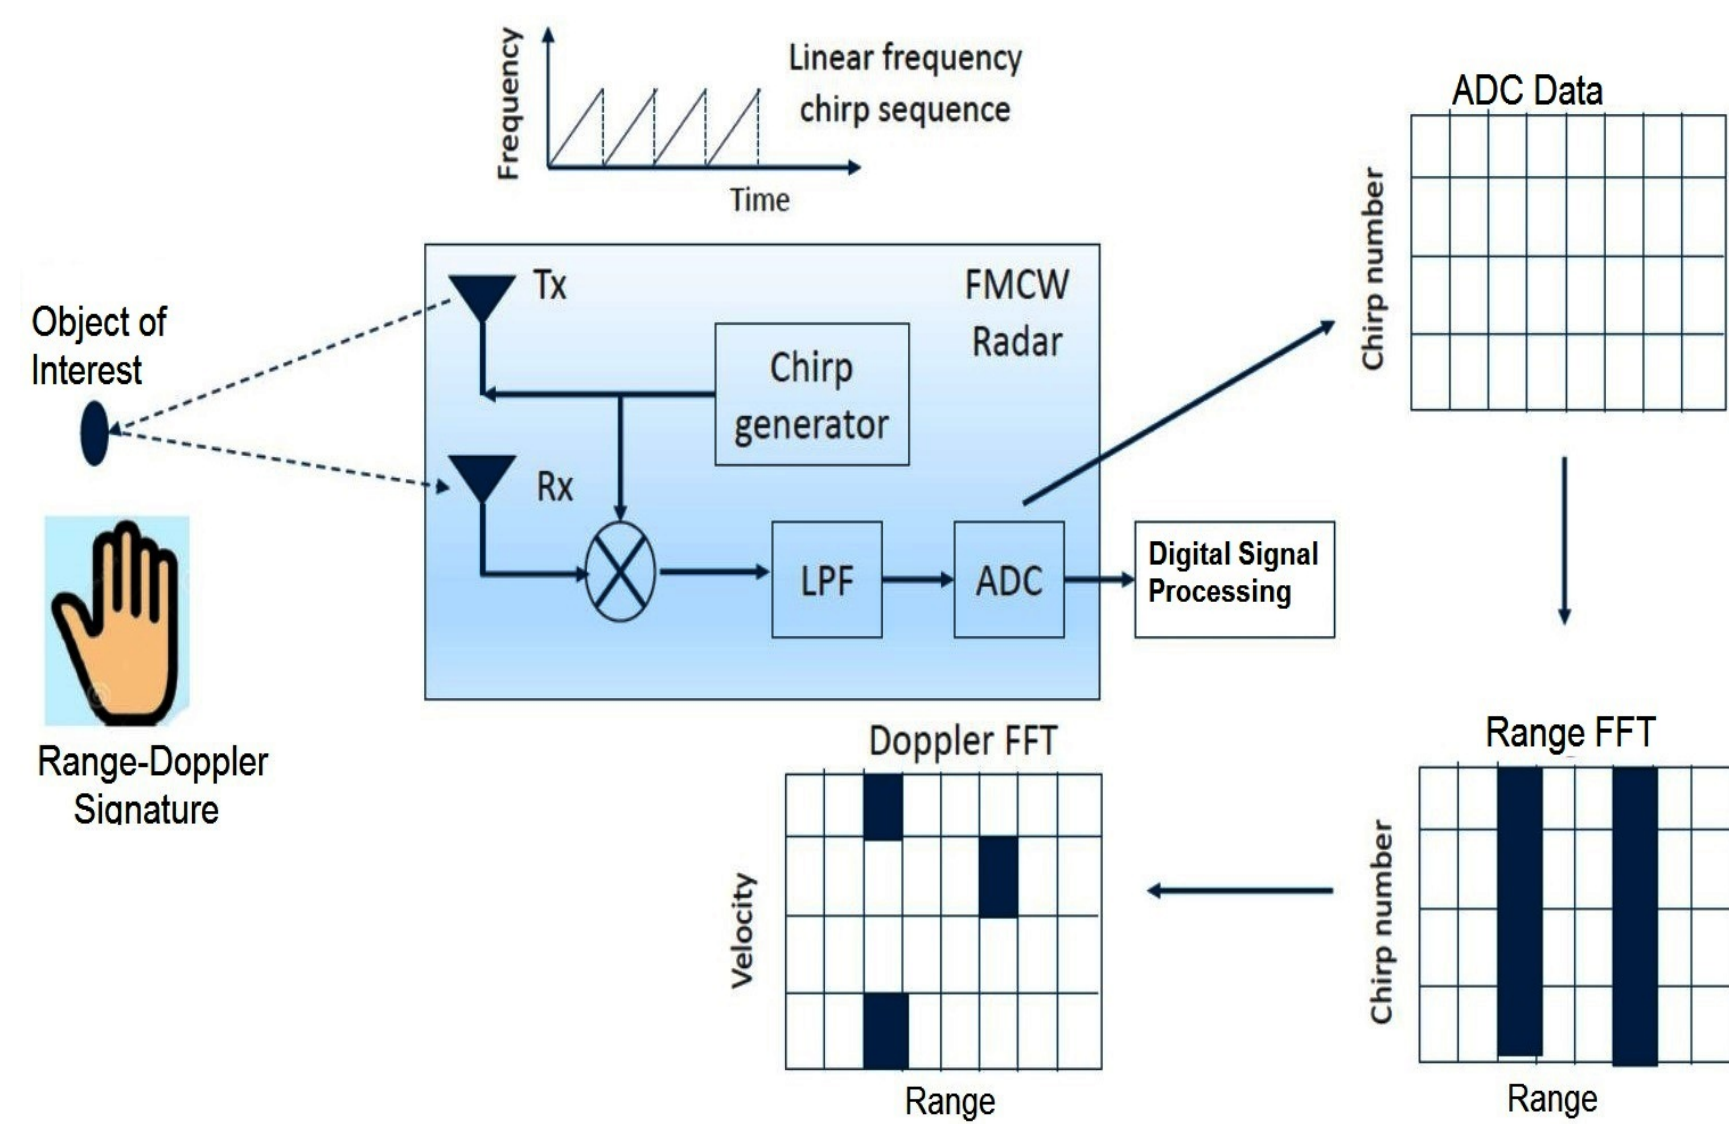 Frequency
Linear frequency
chirp sequence
Time
ADC Data
Chirp number
Object of
Interest
Tx
FMCW
Radar
Chirp
generator
Rx
LPF
ADC
Digital Signal
Processing
Range-Doppler
Signature
Doppler FFT
Velocity
Range
Range FFT
Chirp number
Range